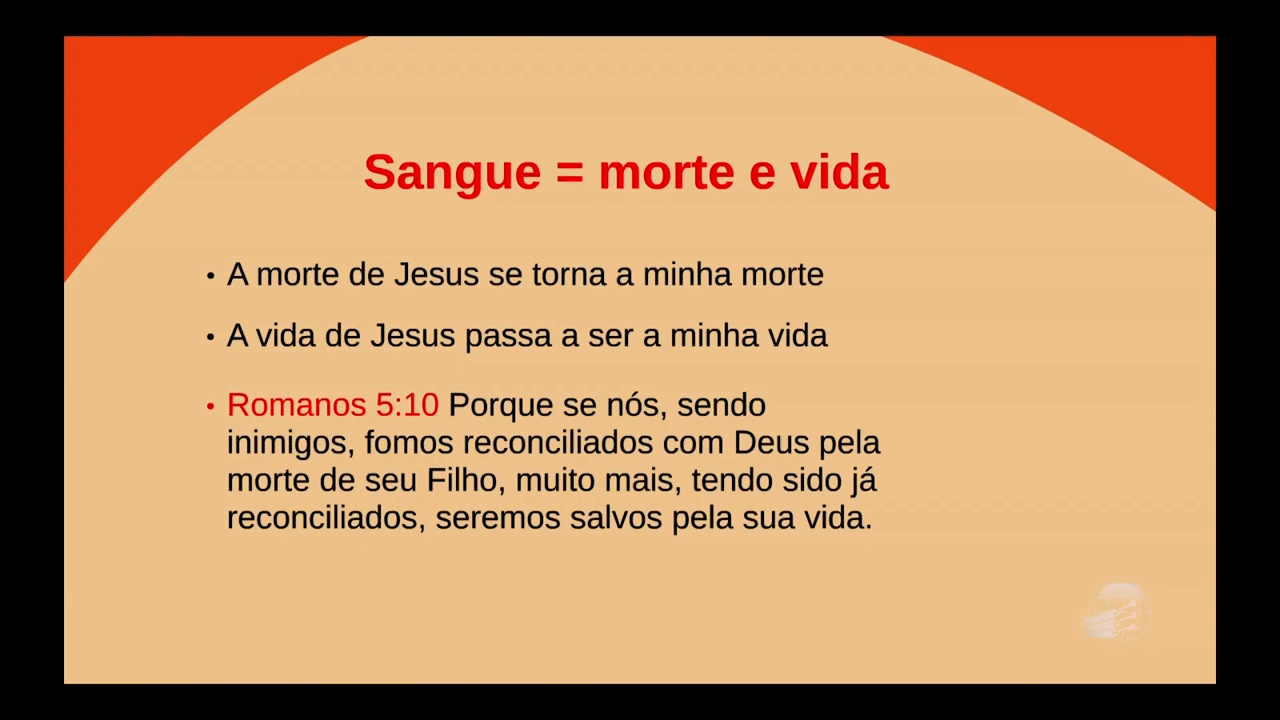 Sangue = morte e vida
• A morte de Jesus se torna a minha morte
• A vida de Jesus passa a ser a minha vida
• Romanos 5:10 Porque se nós, sendo
inimigos, fomos reconciliados com Deus pela
morte de seu Filho, muito mais, tendo sido já
reconciliados, seremos salvos pela sua vida.